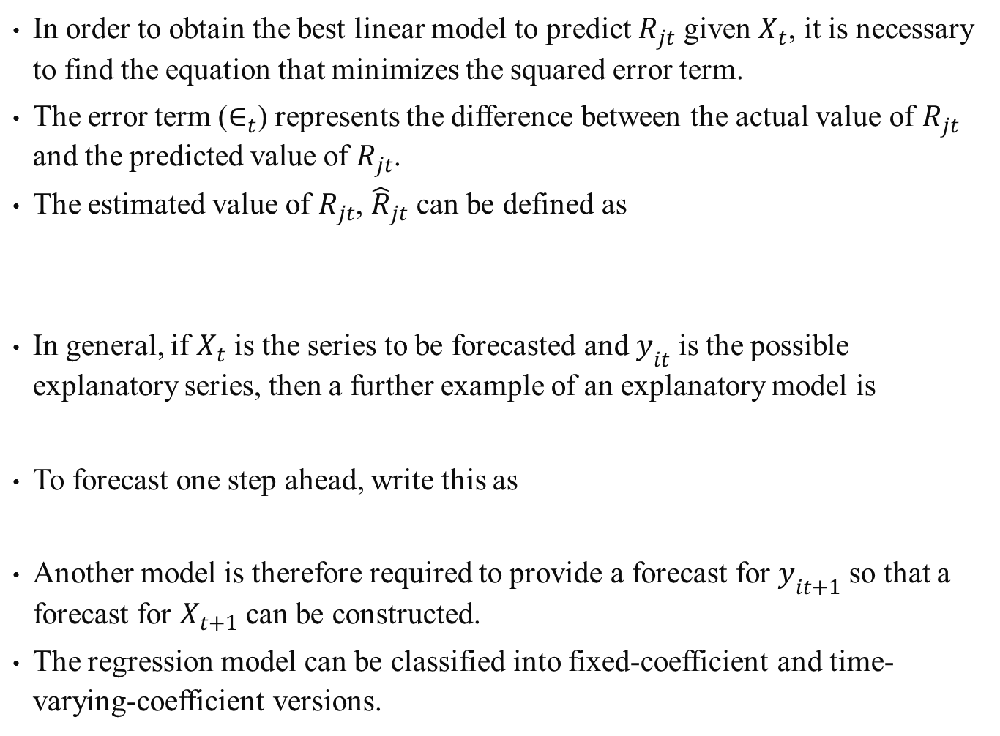 • In order to obtain the best linear model to predict R_{jt} given X_t, it is necessary
to find the equation that minimizes the squared error term.
• The error term (∈_t) represents the difference between the actual value of R_{jt}
and the predicted value of R_{jt}.
• The estimated value of R_{jt}, R̂_{jt} can be defined as
• In general, if X_t is the series to be forecasted and y_{it} is the possible
explanatory series, then a further example of an explanatory model is
• To forecast one step ahead, write this as
• Another model is therefore required to provide a forecast for y_{it+1} so that a
forecast for X_{t+1} can be constructed.
• The regression model can be classified into fixed-coefficient and time-
varying-coefficient versions.